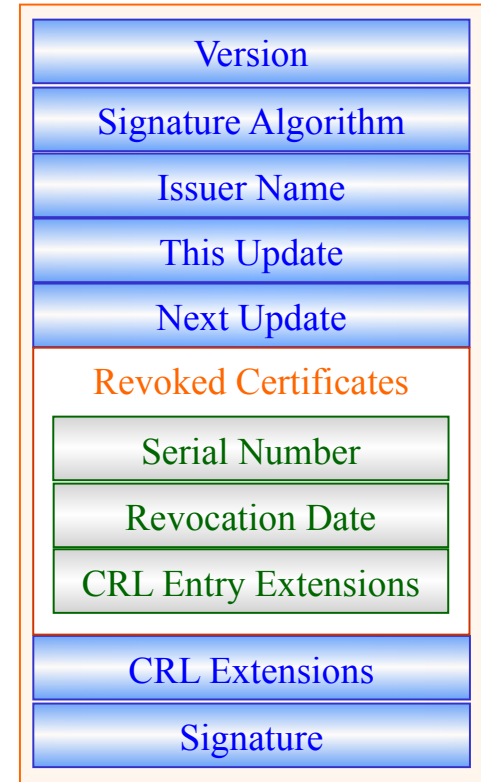 Version
Signature Algorithm
Issuer Name
This Update
Next Update
Revoked Certificates
Serial Number
Revocation Date
CRL Entry Extensions
CRL Extensions
Signature